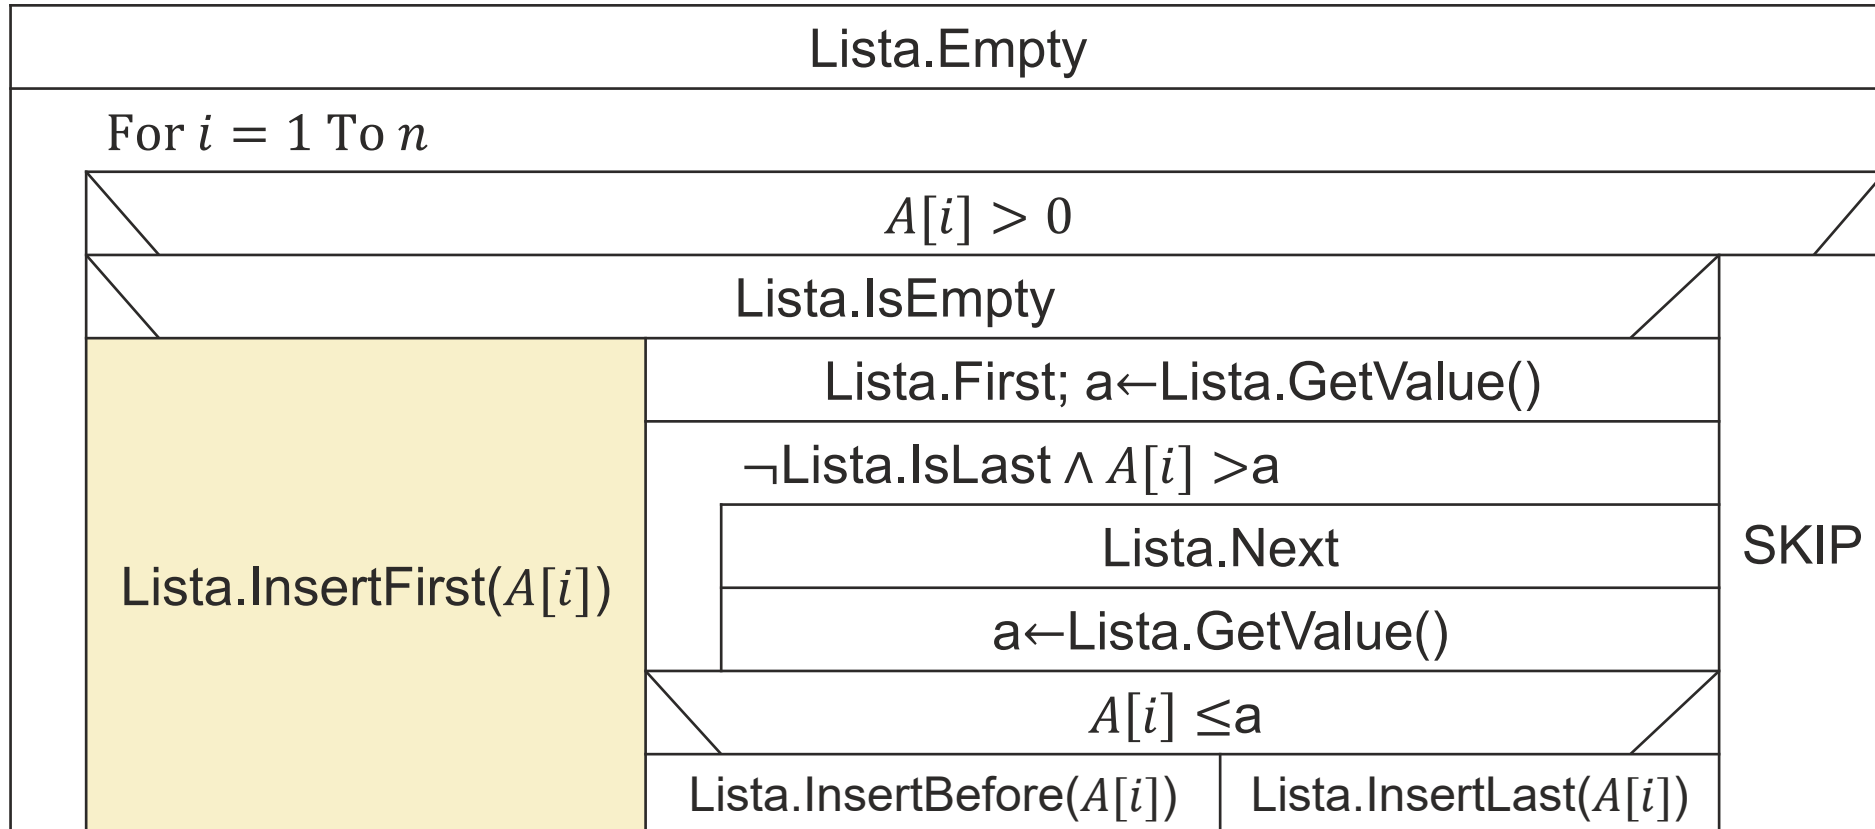 Lista.Empty
For i = 1 To n
A[i] > 0
Lista.IsEmpty
Lista.First; a←Lista.GetValue()
¬Lista.IsLast ∧ A[i] >a
Lista.Next
SKIP
Lista.InsertFirst(A[i])
a←Lista.GetValue()
A[i] ≤a
Lista.InsertBefore(A[i])
Lista.InsertLast(A[i])